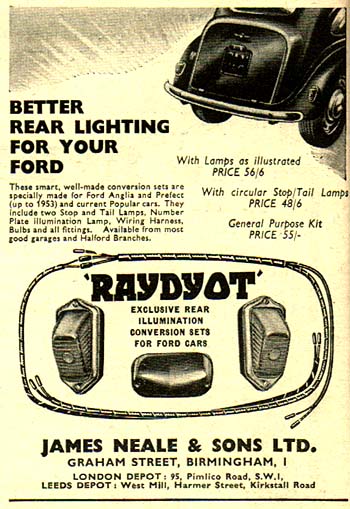 BETTER
REAR LIGHTING
FOR YOUR
FORD
These smart, well-made conversion sets are
specially made for Ford Anglia and Prefect
(up to 1953) and current Popular cars. They
include two Stop and Tail Lamps, Number
Plate illumination Lamp, Wiring Harness,
Bulbs and all fittings. Available from most
good garages and Halford Branches.
With Lamps as illustrated
PRICE 56/6
With circular Stop/Tail Lamps
PRICE 48/6
General Purpose Kit
PRICE 55/-
'RAYDYOT'
EXCLUSIVE REAR
ILLUMINATION
CONVERSION SETS
FOR FORD CARS
JAMES NEALE & SONS LTD.
GRAHAM STREET, BIRMINGHAM, 1
LONDON DEPOT: 95, Pimlico Road, S.W.1,
LEEDS DEPOT: West Mill, Harmer Street, Kirkstall Road